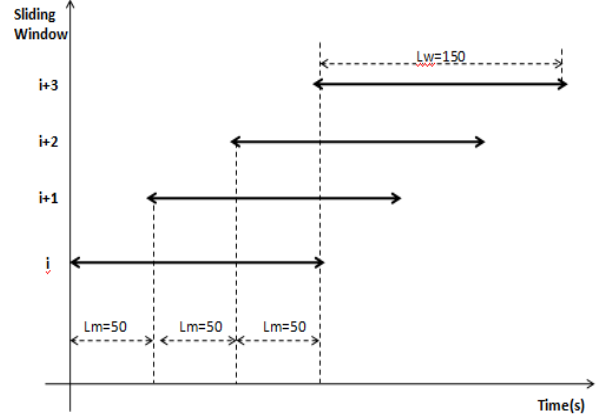 Sliding
Window
Lw=150
i+3
i+2
i+1
i
Lm=50 Lm=50 Lm=50
Time(s)